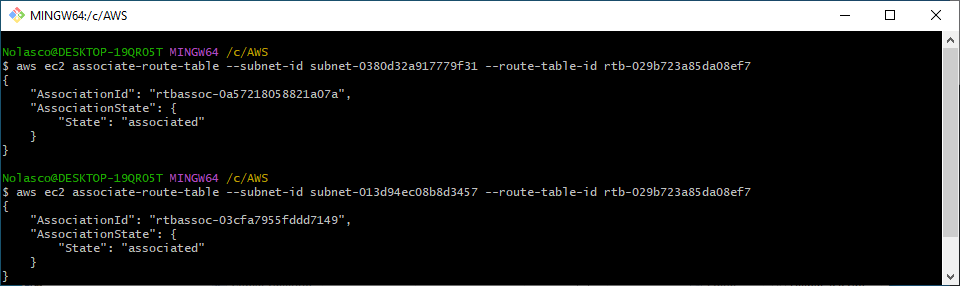 MINGW64:/c/AWS
Nolasco@DESKTOP-19QRO5T MINGW64 /c/AWS
$ aws ec2 associate-route-table --subnet-id subnet-0380d32a917779f31 --route-table-id rtb-029b723a85da08ef7
{
    "AssociationId": "rtbassoc-0a57218058821a07a",
    "AssociationState": {
        "State": "associated"
    }
}
Nolasco@DESKTOP-19QRO5T MINGW64 /c/AWS
$ aws ec2 associate-route-table --subnet-id subnet-013d94ec08b8d3457 --route-table-id rtb-029b723a85da08ef7
{
    "AssociationId": "rtbassoc-03cfa7955fddd7149",
    "AssociationState": {
        "State": "associated"
    }
}